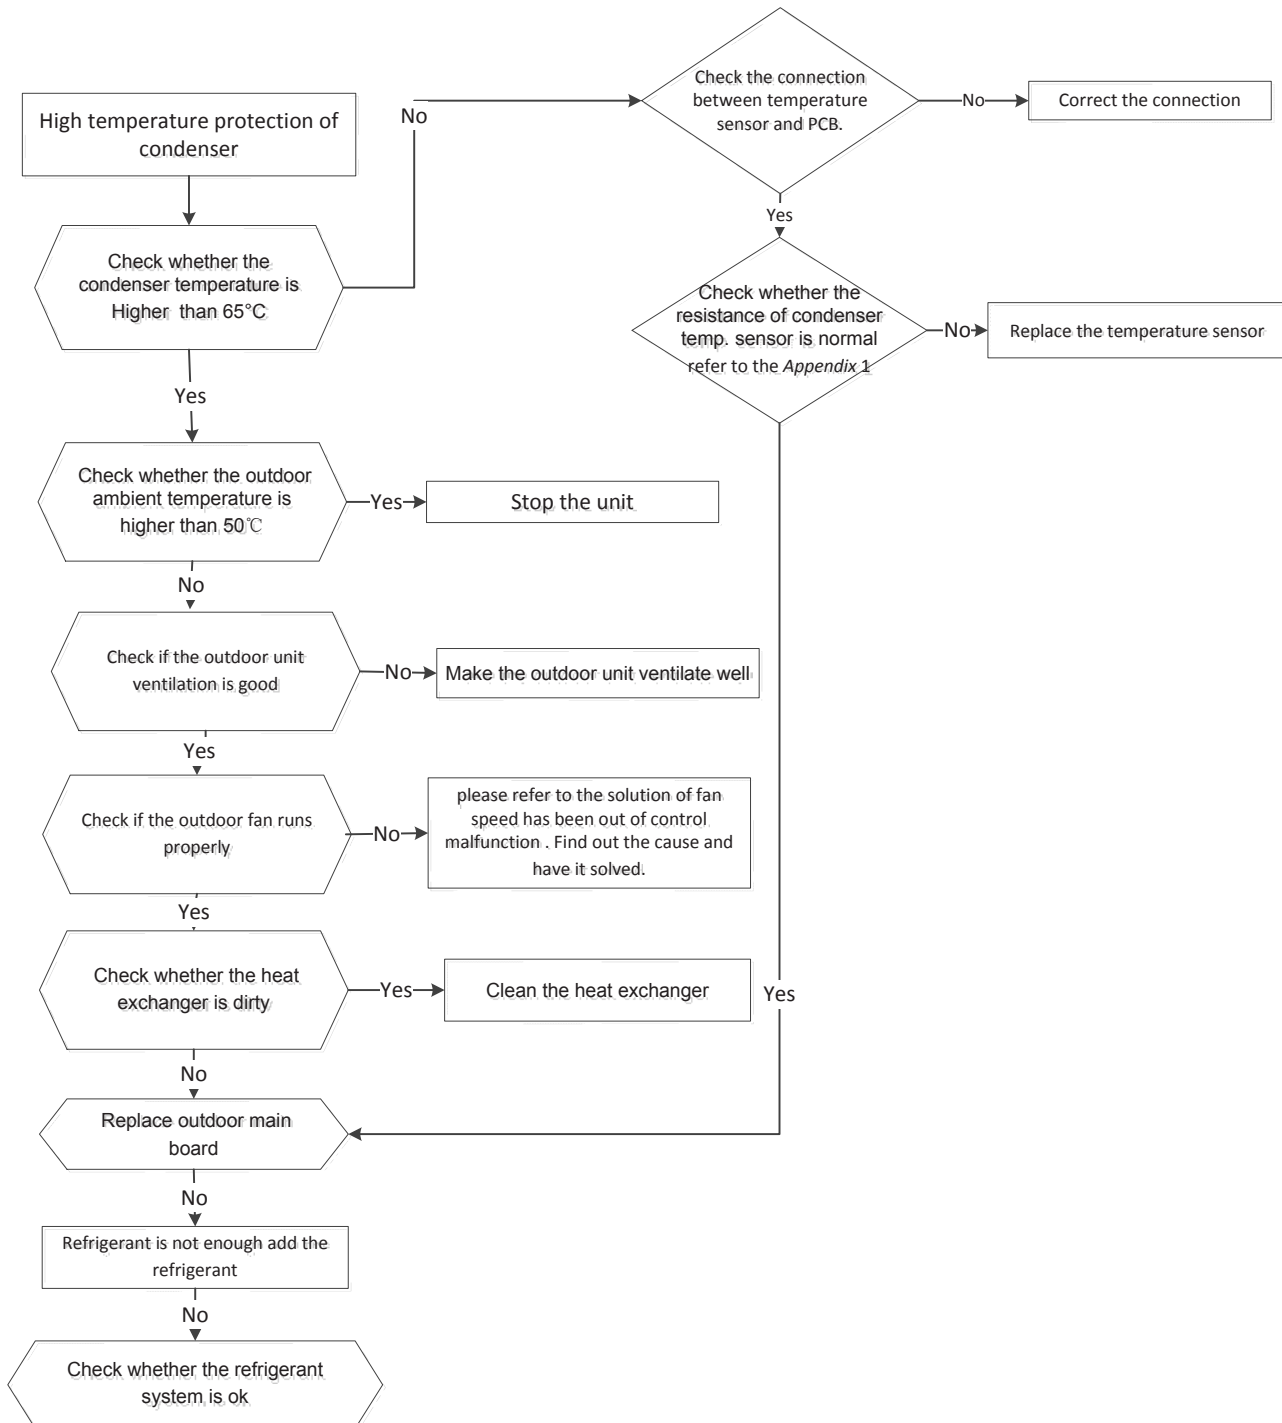 High temperature protection of
condenser
No
Check the connection
between temperature
sensor and PCB.
No
Correct the connection
Yes
Check whether the
condenser temperature is
Higher than 65°C
Check whether the
resistance of condenser
temp. sensor is normal
refer to the Appendix 1
No
Replace the temperature sensor
Yes
Check whether the outdoor
ambient temperature is
higher than 50℃
Yes
Stop the unit
No
Check if the outdoor unit
ventilation is good
No
Make the outdoor unit ventilate well
Yes
Check if the outdoor fan runs
properly
No
please refer to the solution of fan
speed has been out of control
malfunction . Find out the cause and
have it solved.
Yes
Check whether the heat
exchanger is dirty
Yes
Clean the heat exchanger
Yes
No
Replace outdoor main
board
No
Refrigerant is not enough add the
refrigerant
No
Check whether the refrigerant
system is ok